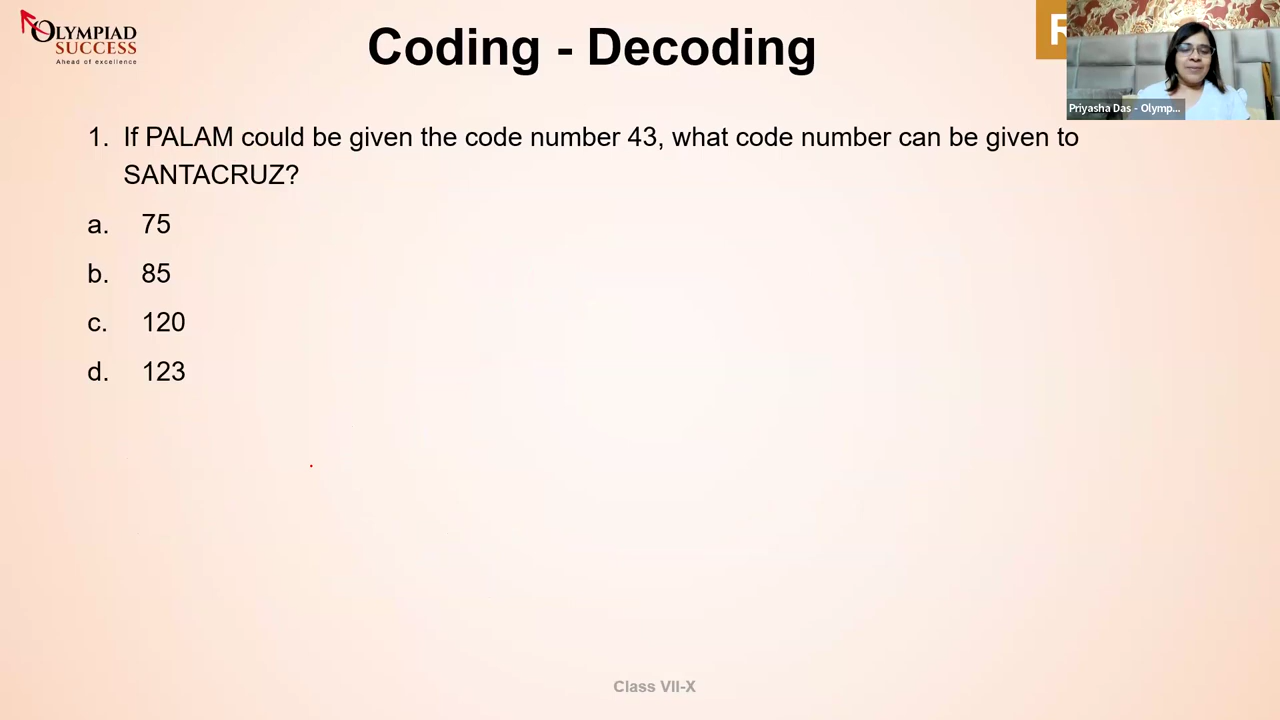 OLYMPIAD
SUCCESS
Ahead of excellence
Coding - Decoding
Priyasha Das - Olymp...
1. If PALAM could be given the code number 43, what code number can be given to
SANTACRUZ?
a. 75
b. 85
c. 120
d. 123
Class VII-X